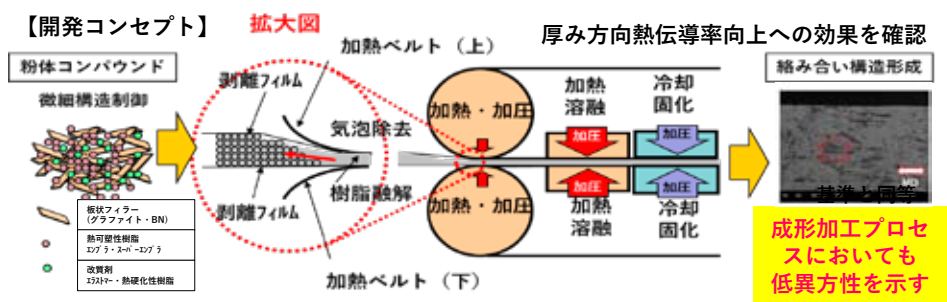 【開発コンセプト】
拡大図
厚み方向熱伝導率向上への効果を確認
粉体コンパウンド
微細構造制御
板状フィラー
(グラファイト・BN)
熱可塑性樹脂
エンプラ・スーパーエンプラ
改質剤
エラストマー・熱硬化性樹脂
加熱ベルト（上）
剥離フィルム
気泡除去
樹脂融解
剥離フィルム
加熱ベルト（下）
加熱・加圧
加熱・加圧
加熱
溶融
冷却
固化
加圧
加圧
加圧
加圧
加熱
溶融
冷却
固化
絡み合い構造形成
基準と同等
成形加工プロセ
スにおいても
低異方性を示す